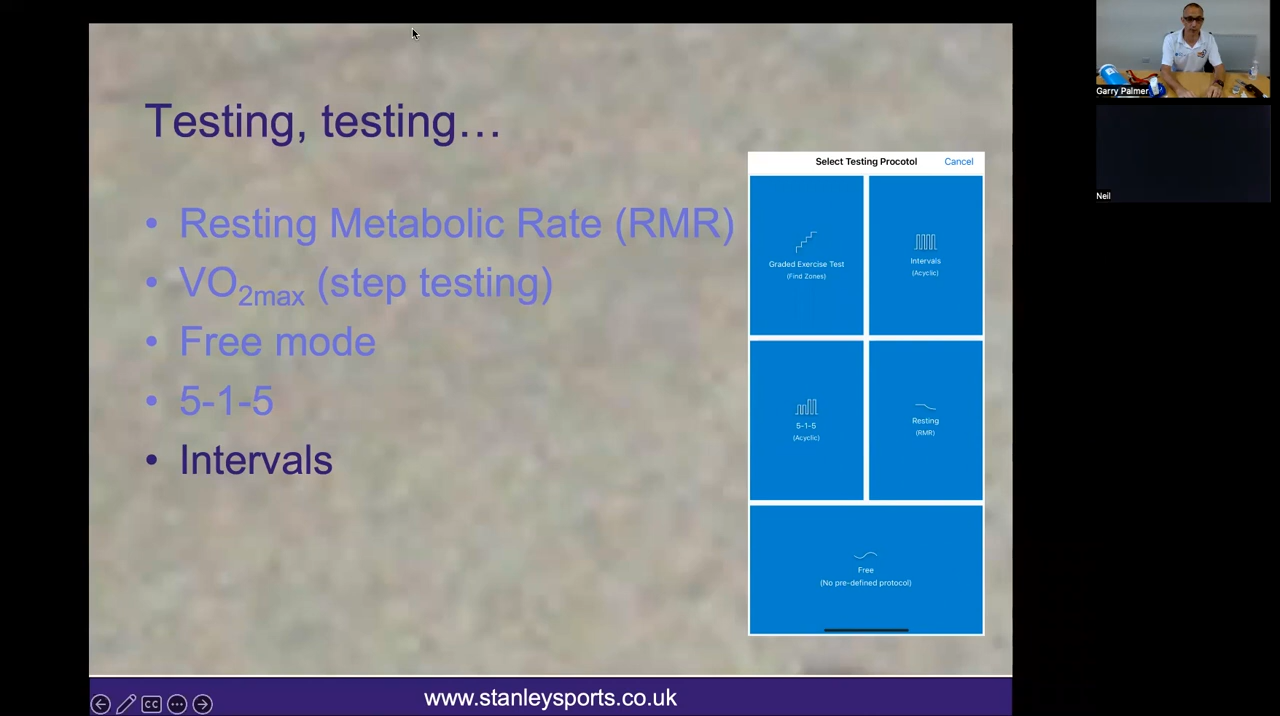 Testing, testing…
• Resting Metabolic Rate (RMR)
• VO2max (step testing)
• Free mode
• 5-1-5
• Intervals
Select Testing Procotol
Cancel
Graded Exercise Test
(Find Zones)
Intervals
(Acyclic)
5-1-5
(Acyclic)
Resting
(RMR)
Free
(No pre-defined protocol)
www.stanleysports.co.uk
CC
Garry Palmer
Neil